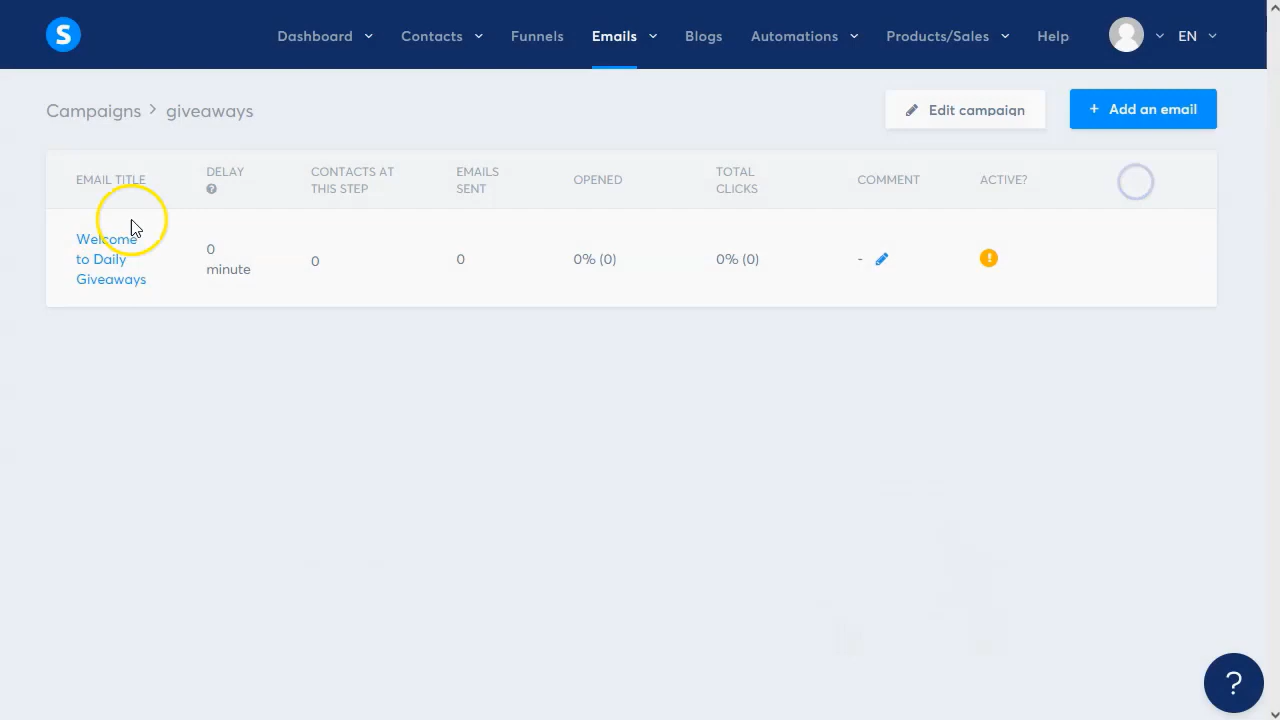 S
Dashboard Contacts Funnels Emails Blogs Automations Products/Sales Help EN
Campaigns > giveaways
Edit campaign
+ Add an email
EMAIL TITLE
DELAY
?
CONTACTS AT
THIS STEP
EMAILS
SENT
OPENED
TOTAL
CLICKS
COMMENT
ACTIVE?
Welcome
to Daily
Giveaways
0
minute
0
0
0% (0)
0% (0)
-
!
?